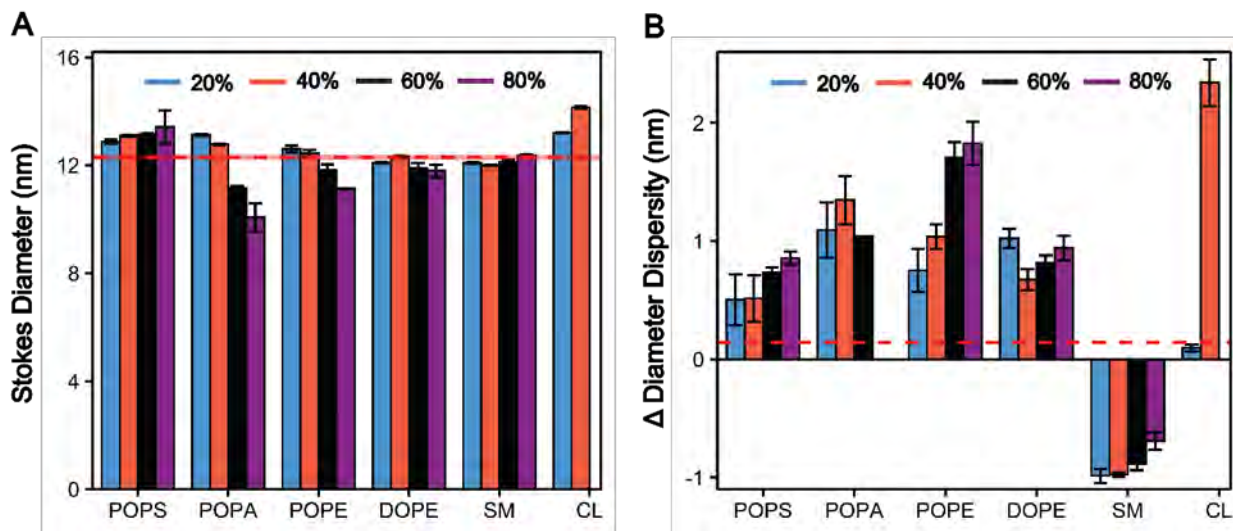 A
Stokes Diameter (nm)
16
12
8
4
0
20% 40% 60% 80%
POPS POPA POPE DOPE SM CL
B
Δ Diameter Dispersity (nm)
2
1
0
-1
20% 40% 60% 80%
POPS POPA POPE DOPE SM CL